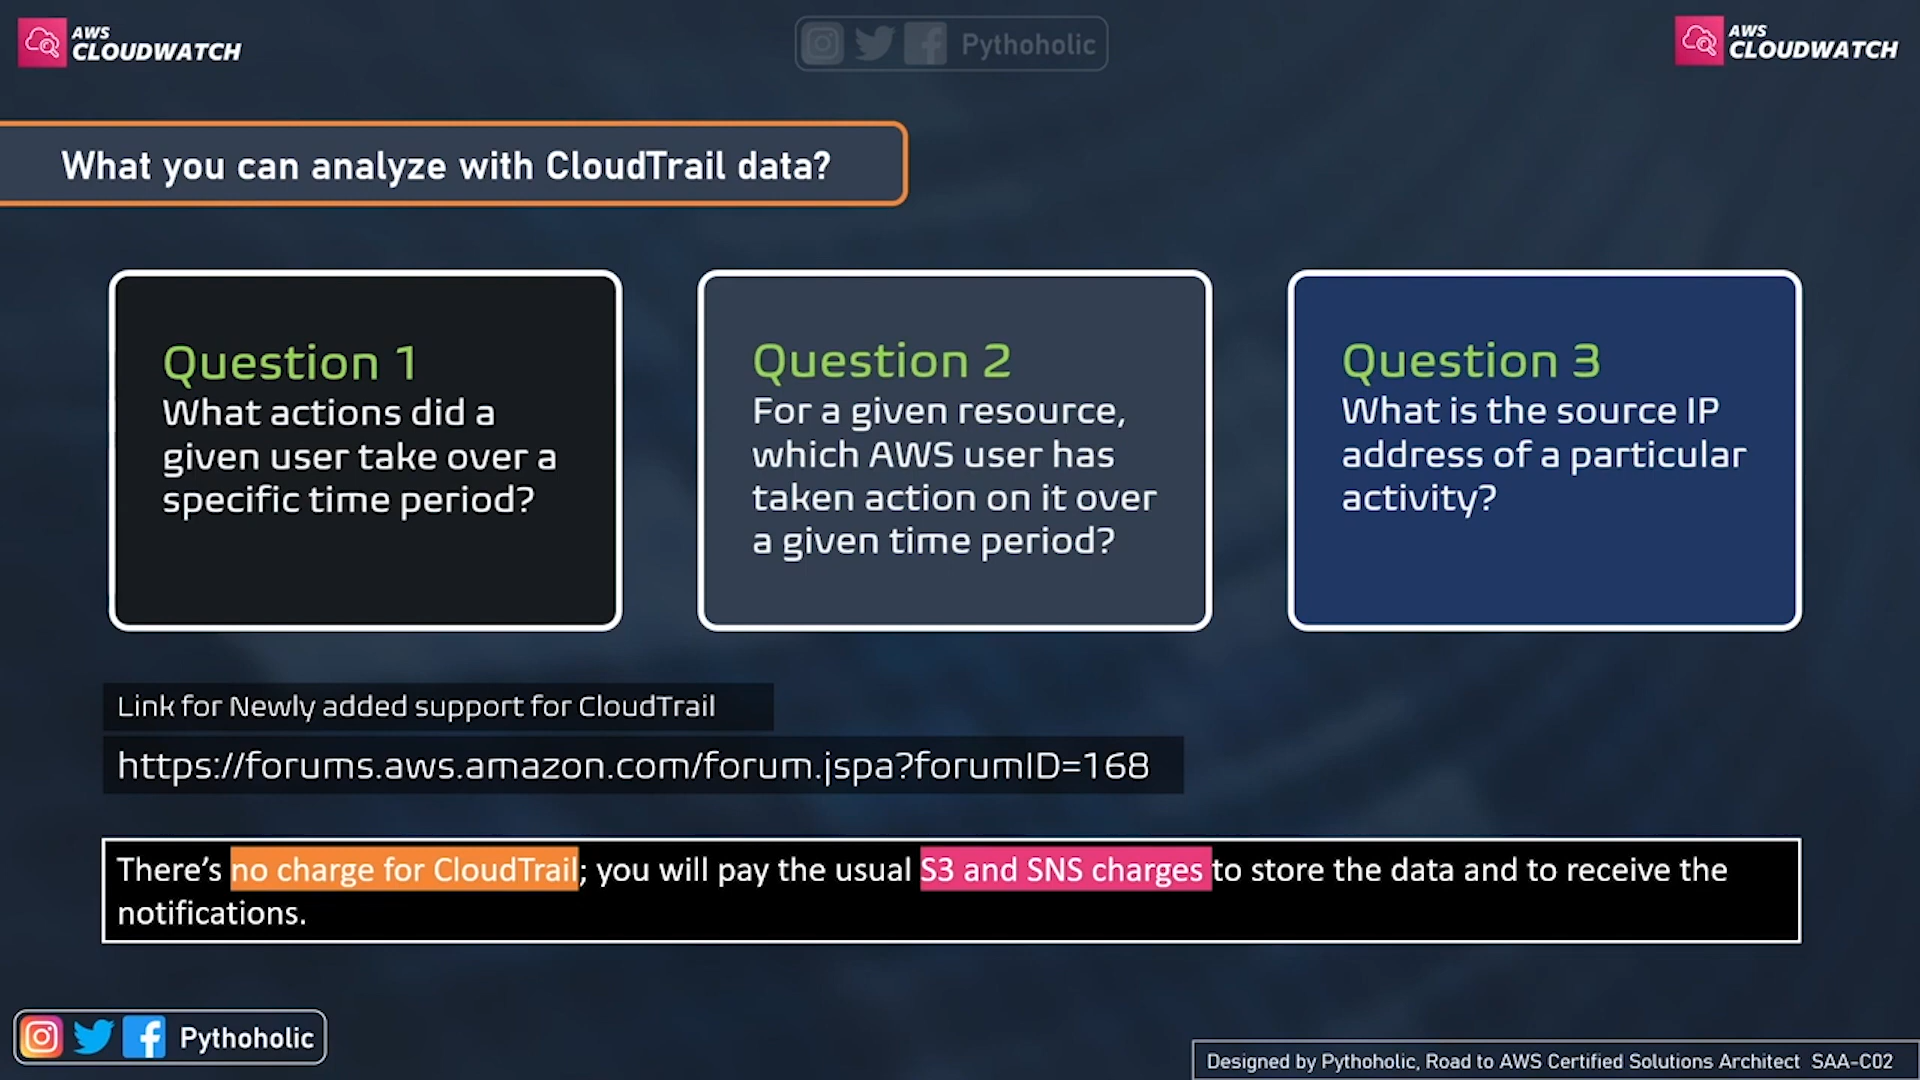 AWS
CLOUDWATCH
Pythoholic
AWS
CLOUDWATCH
What you can analyze with CloudTrail data?
Question 1
What actions did a
given user take over a
specific time period?
Question 2
For a given resource,
which AWS user has
taken action on it over
a given time period?
Question 3
What is the source IP
address of a particular
activity?
Link for Newly added support for CloudTrail
https://forums.aws.amazon.com/forum.jspa?forumID=168
There’s no charge for CloudTrail; you will pay the usual S3 and SNS charges to store the data and to receive the
notifications.
Pythoholic
Designed by Pythoholic, Road to AWS Certified Solutions Architect SAA-C02